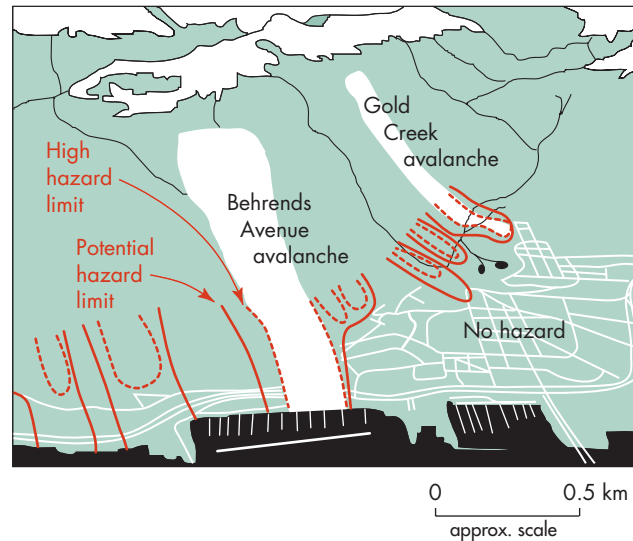 Gold
Creek
avalanche
High
hazard
limit
Behrends
Avenue
avalanche
Potential
hazard
limit
No hazard
0 0.5 km
approx. scale